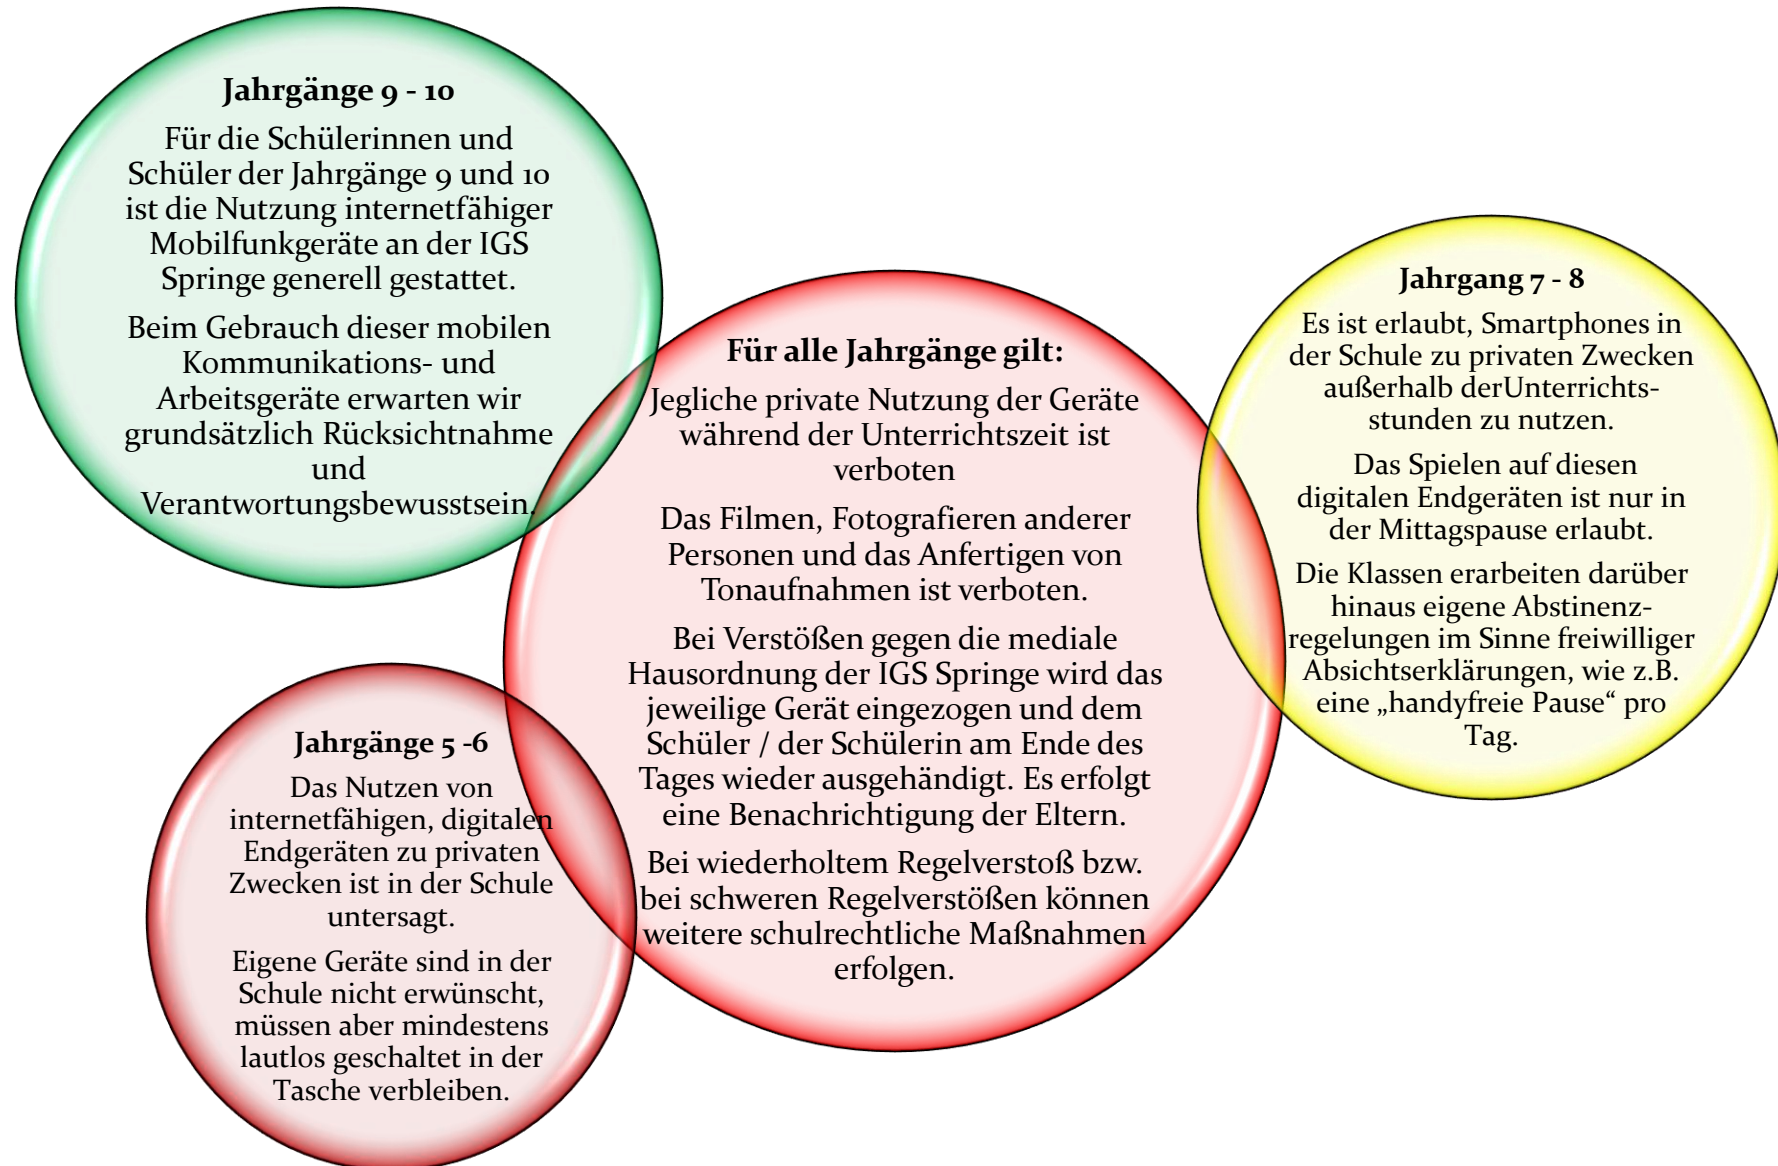 Jahrgänge 9 - 10
Für die Schülerinnen und
Schüler der Jahrgänge 9 und 10
ist die Nutzung internetfähiger
Mobilfunkgeräte an der IGS
Springe generell gestattet.
Beim Gebrauch dieser mobilen
Kommunikations- und
Arbeitsgeräte erwarten wir
grundsätzlich Rücksichtnahme
und
Verantwortungsbewusstsein.
Für alle Jahrgänge gilt:
Jegliche private Nutzung der Geräte
während der Unterrichtszeit ist
verboten
Das Filmen, Fotografieren anderer
Personen und das Anfertigen von
Tonaufnahmen ist verboten.
Bei Verstößen gegen die mediale
Hausordnung der IGS Springe wird das
jeweilige Gerät eingezogen und dem
Schüler / der Schülerin am Ende des
Tages wieder ausgehändigt. Es erfolgt
eine Benachrichtigung der Eltern.
Bei wiederholtem Regelverstoß bzw.
bei schweren Regelverstößen können
weitere schulrechtliche Maßnahmen
erfolgen.
Jahrgang 7 - 8
Es ist erlaubt, Smartphones in
der Schule zu privaten Zwecken
außerhalb derUnterrichts-
stunden zu nutzen.
Das Spielen auf diesen
digitalen Endgeräten ist nur in
der Mittagspause erlaubt.
Die Klassen erarbeiten darüber
hinaus eigene Abstinenz-
regelungen im Sinne freiwilliger
Absichtserklärungen, wie z.B.
eine „handyfreie Pause“ pro
Tag.
Jahrgänge 5 -6
Das Nutzen von
internetfähigen, digitalen
Endgeräten zu privaten
Zwecken ist in der Schule
untersagt.
Eigene Geräte sind in der
Schule nicht erwünscht,
müssen aber mindestens
lautlos geschaltet in der
Tasche verbleiben.